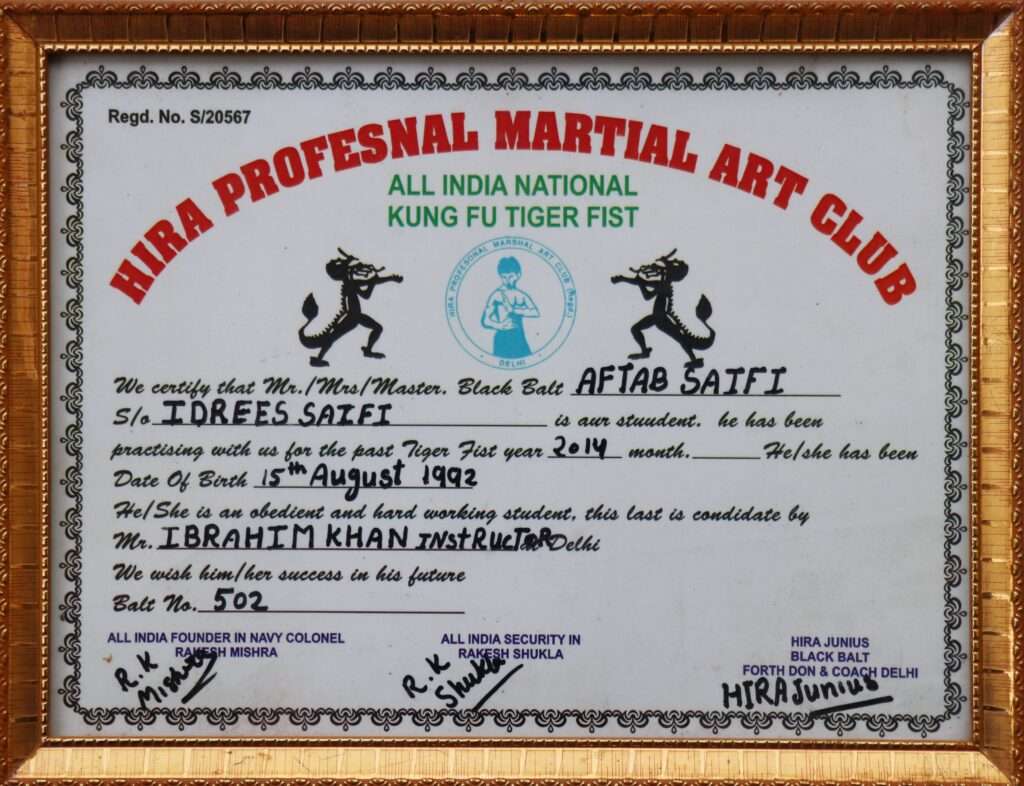 Regd. No. S/20567
HIRA PROFESNAL MARTIAL ART CLUB
ALL INDIA NATIONAL
KUNG FU TIGER FIST
HIRA PROFESONAL MARSHAL ART CLUB (Regd.)
DELHI
We certify that Mr./Mrs/Master. Black Balt AFTAB SAIFI
S/o IDREES SAIFI is aur stuudent. he has been
practising with us for the past Tiger Fist year 2014 month. He/she has been
Date Of Birth 15th August 1992
He/She is an obedient and hard working student, this last is condidate by
Mr. IBRAHIM KHAN INSTRUCTOR Delhi
We wish him/her success in his future
Balt No. 502
ALL INDIA FOUNDER IN NAVY COLONEL
RAKESH MISHRA
R.K
Mishra
ALL INDIA SECURITY IN
RAKESH SHUKLA
R.K
Shukla
HIRA JUNIUS
BLACK BALT
FORTH DON & COACH DELHI
HIRA Junius